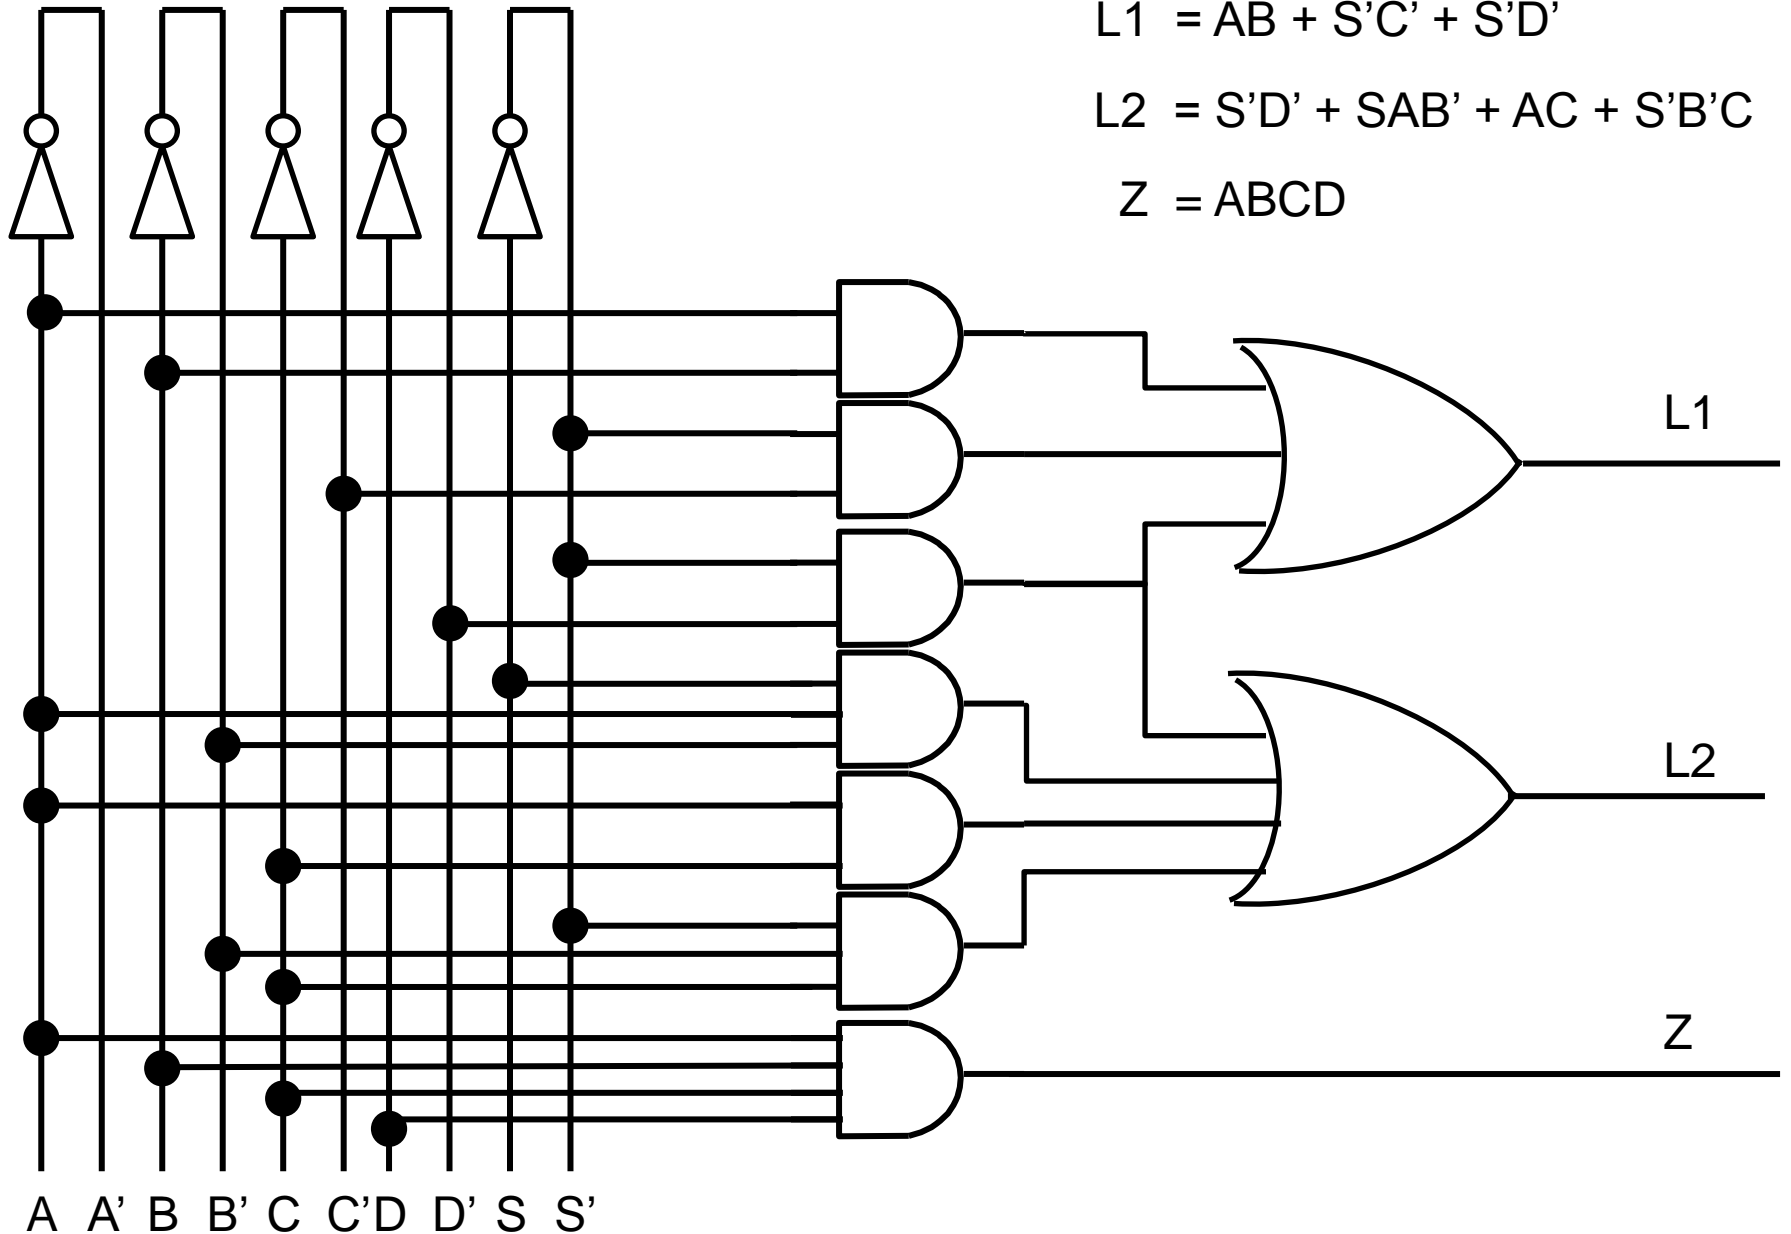 L1 = AB + S’C’ + S’D’
L2 = S’D’ + SAB’ + AC + S’B’C
Z = ABCD
L1
L2
Z
A A’ B B’ C C’ D D’ S S’